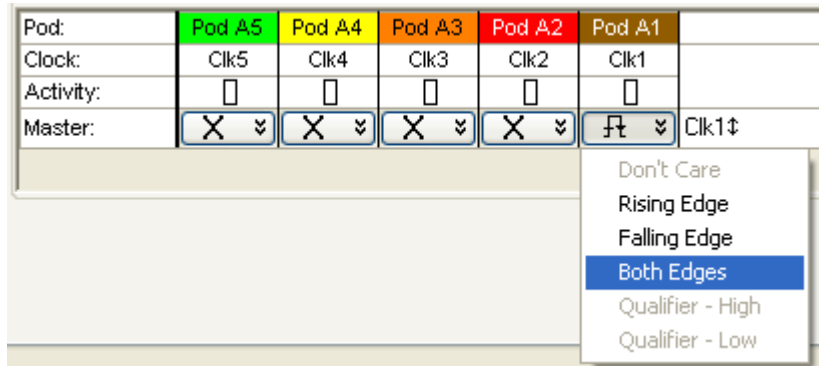 Pod: Pod A5 Pod A4 Pod A3 Pod A2 Pod A1
Clock: Clk5 Clk4 Clk3 Clk2 Clk1
Activity:
Master: X X X X Clk1↕
Don't Care
Rising Edge
Falling Edge
Both Edges
Qualifier - High
Qualifier - Low